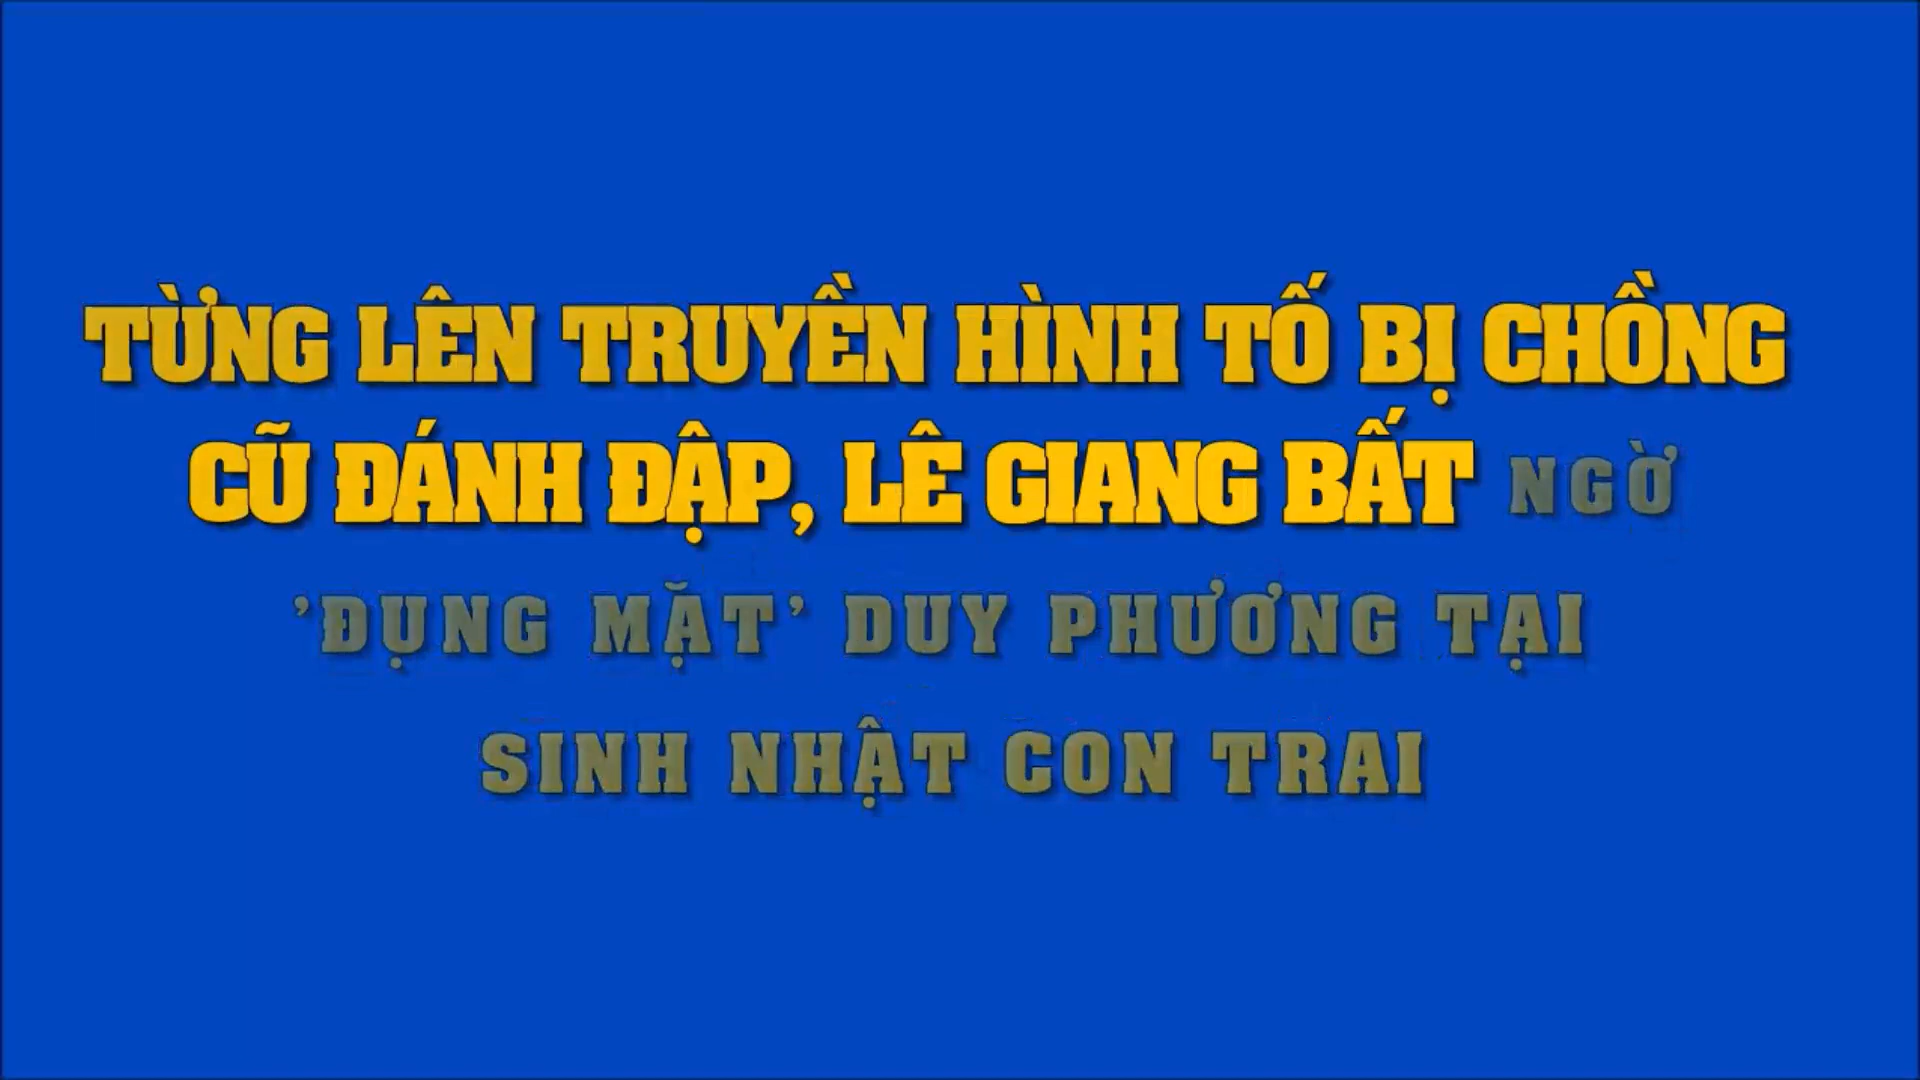 TỪNG LÊN TRUYỀN HÌNH TỐ BỊ CHỒNG
CŨ ĐÁNH ĐẬP, LÊ GIANG BẤT NGỜ
'ĐỤNG MẶT' DUY PHƯƠNG TẠI
SINH NHẬT CON TRAI